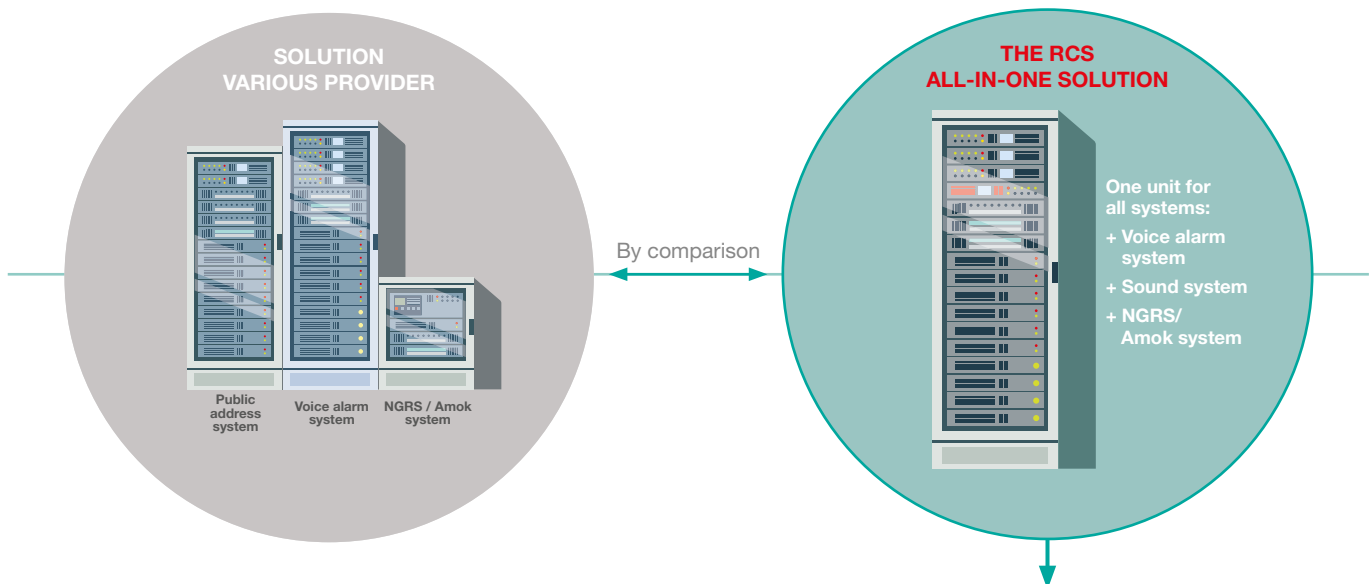 SOLUTION
VARIOUS PROVIDER
Public
address
system
Voice alarm
system
NGRS / Amok
system
By comparison
THE RCS
ALL-IN-ONE SOLUTION
One unit for
all systems:
+ Voice alarm
system
+ Sound system
+ NGRS/
Amok system